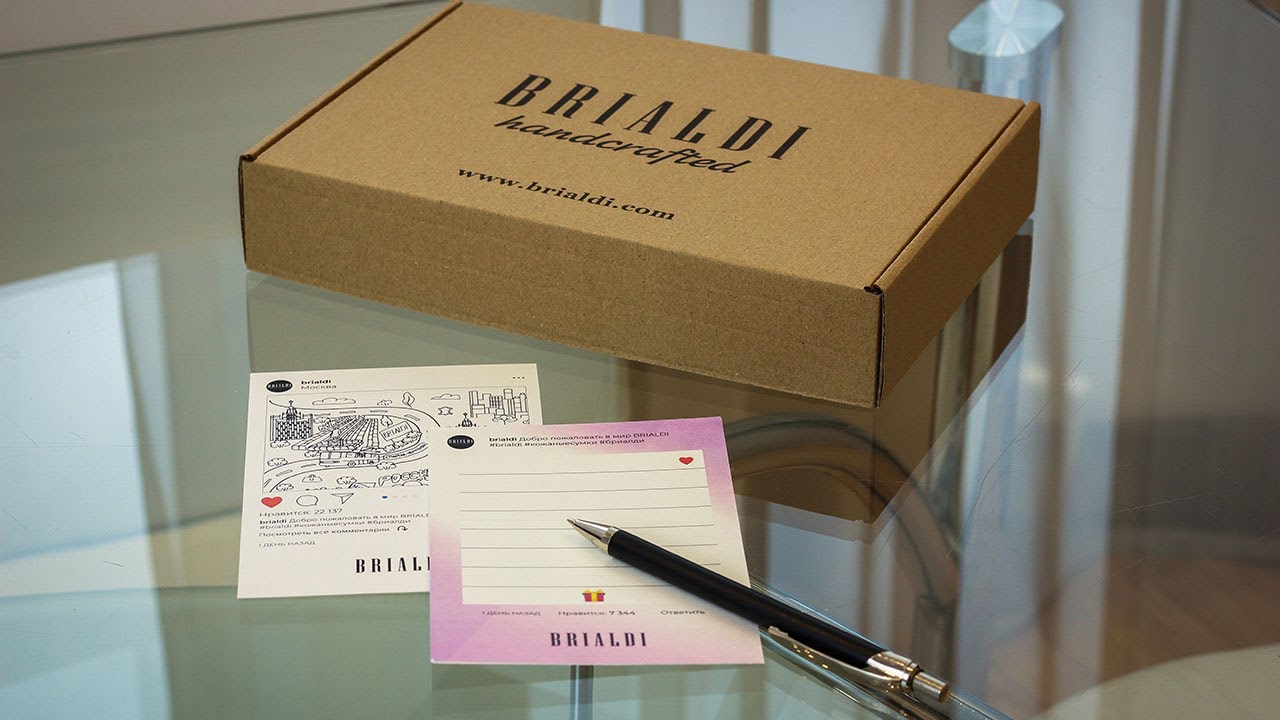 BRIALDI
handcrafted
www.brialdi.com
BRIALDI
brialdi
Москва
BRIALDI
Нравится: 22 137
brialdi Добро пожаловать в мир BRIALDI
#brialdi #кожаныесумки #бриалди
Посмотреть все комментарии
1 ДЕНЬ НАЗАД
BRIAL
BRIALDI
brialdi Добро пожаловать в мир BRIALDI
#brialdi #кожаныесумки #бриалди
1 ДЕНЬ НАЗАД Нравится: 7 344 Ответить
BRIALDI